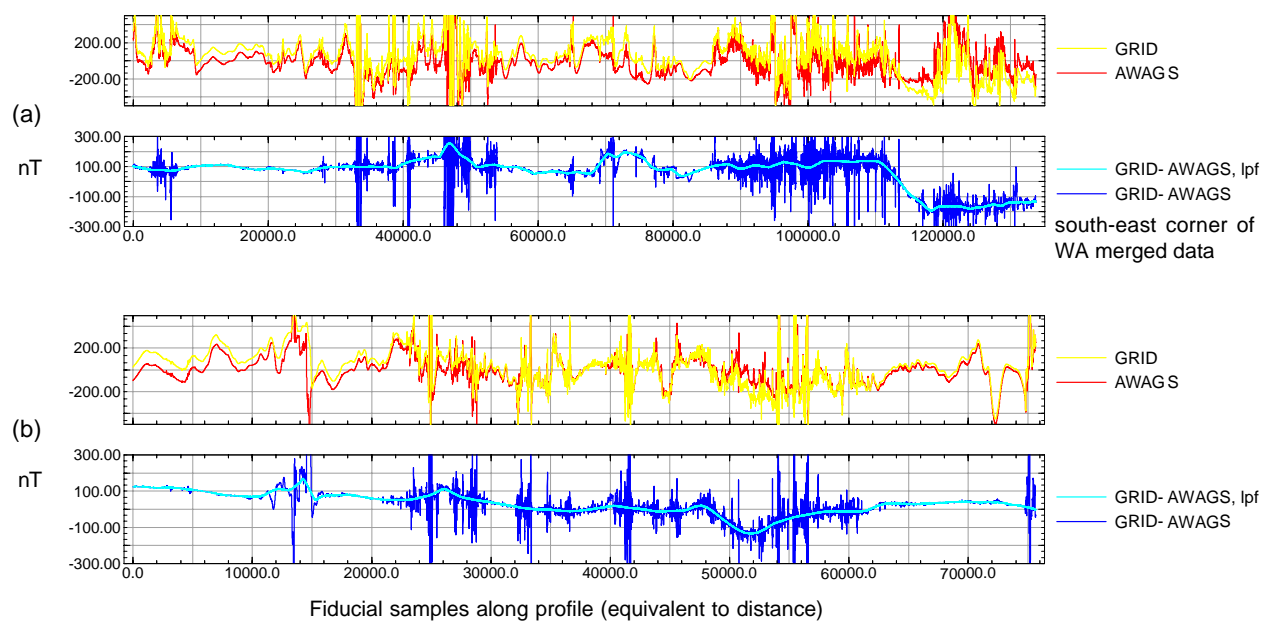 200.00
-200.00
GRID
AWAGS
(a)
nT
300.00
100.00
-100.00
-300.00
GRID- AWAGS, lpf
GRID- AWAGS
south-east corner of
WA merged data
0.0 20000.0 40000.0 60000.0 80000.0 100000.0 120000.0
200.00
-200.00
GRID
AWAGS
(b)
nT
300.00
100.00
-100.00
-300.00
GRID- AWAGS, lpf
GRID- AWAGS
0.0 10000.0 20000.0 30000.0 40000.0 50000.0 60000.0 70000.0
Fiducial samples along profile (equivalent to distance)